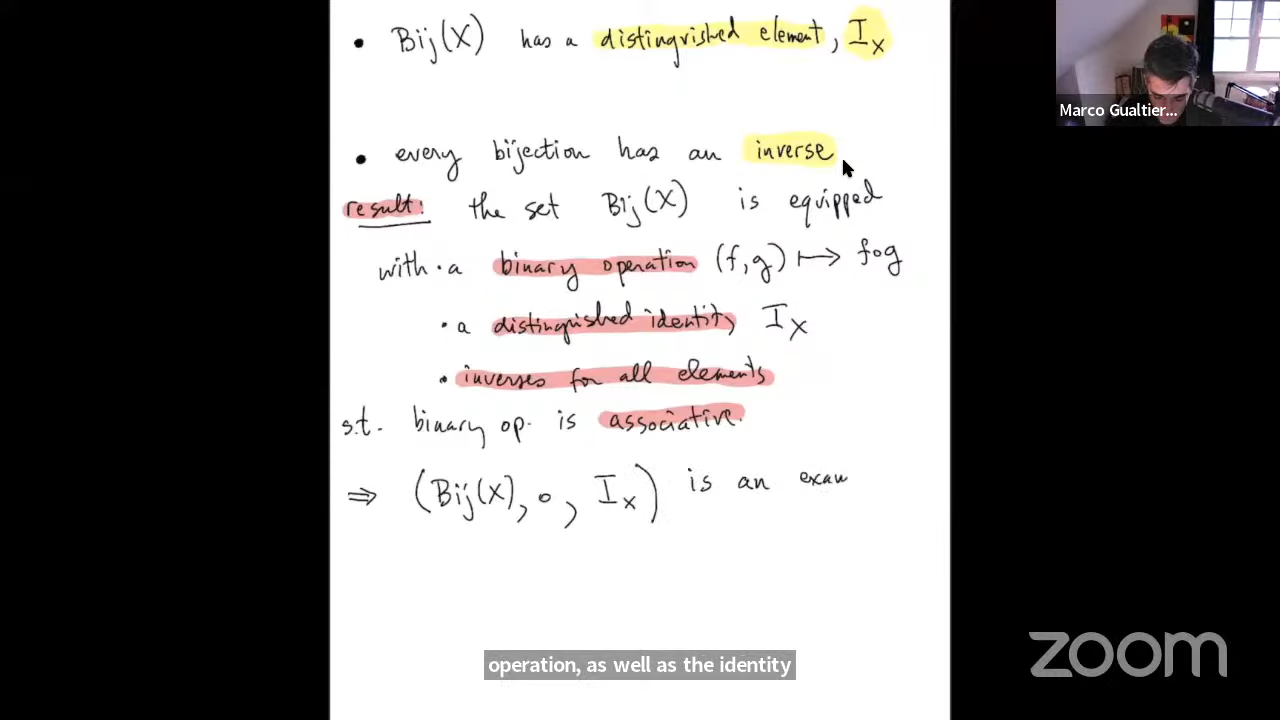 • Bij(X) has a distinguished element, I_X
• every bijection has an inverse
result: the set Bij(X) is equipped
with · a binary operation (f,g) ↦ f∘g
· a distinguished identity I_X
· inverses for all elements
s.t. binary op. is associative.
⇒ (Bij(X), ∘, I_X) is an exam
operation, as well as the identity
Marco Gualtier...
zoom